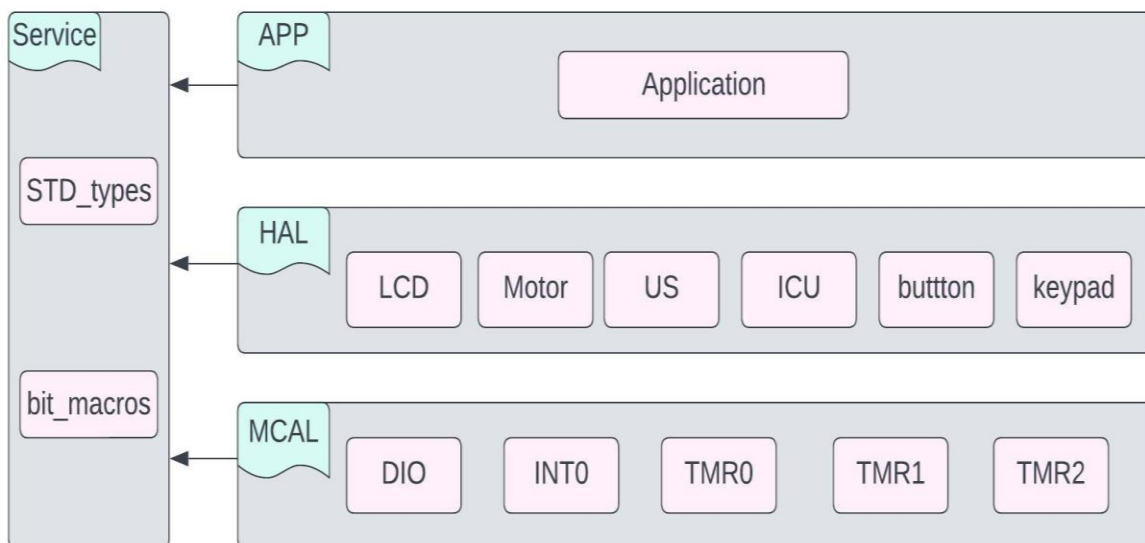 Service
STD_types
bit_macros
APP
Application
HAL
LCD
Motor
US
ICU
buttton
keypad
MCAL
DIO
INT0
TMR0
TMR1
TMR2